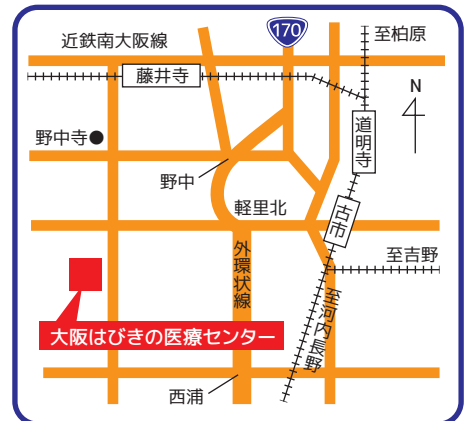 170
至柏原
近鉄南大阪線
藤井寺
N
道明寺
野中寺
野中
軽里北
古市
外環状線
至吉野
至河内長野
大阪はびきの医療センター
西浦